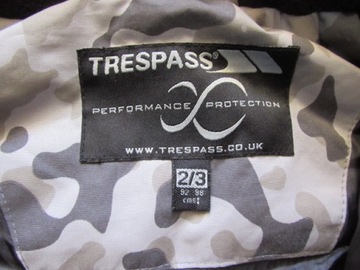 TRESPASS®
PERFORMANCE PROTECTION
WWW.TRESPASS.CO.UK
2/3
92 98
cms